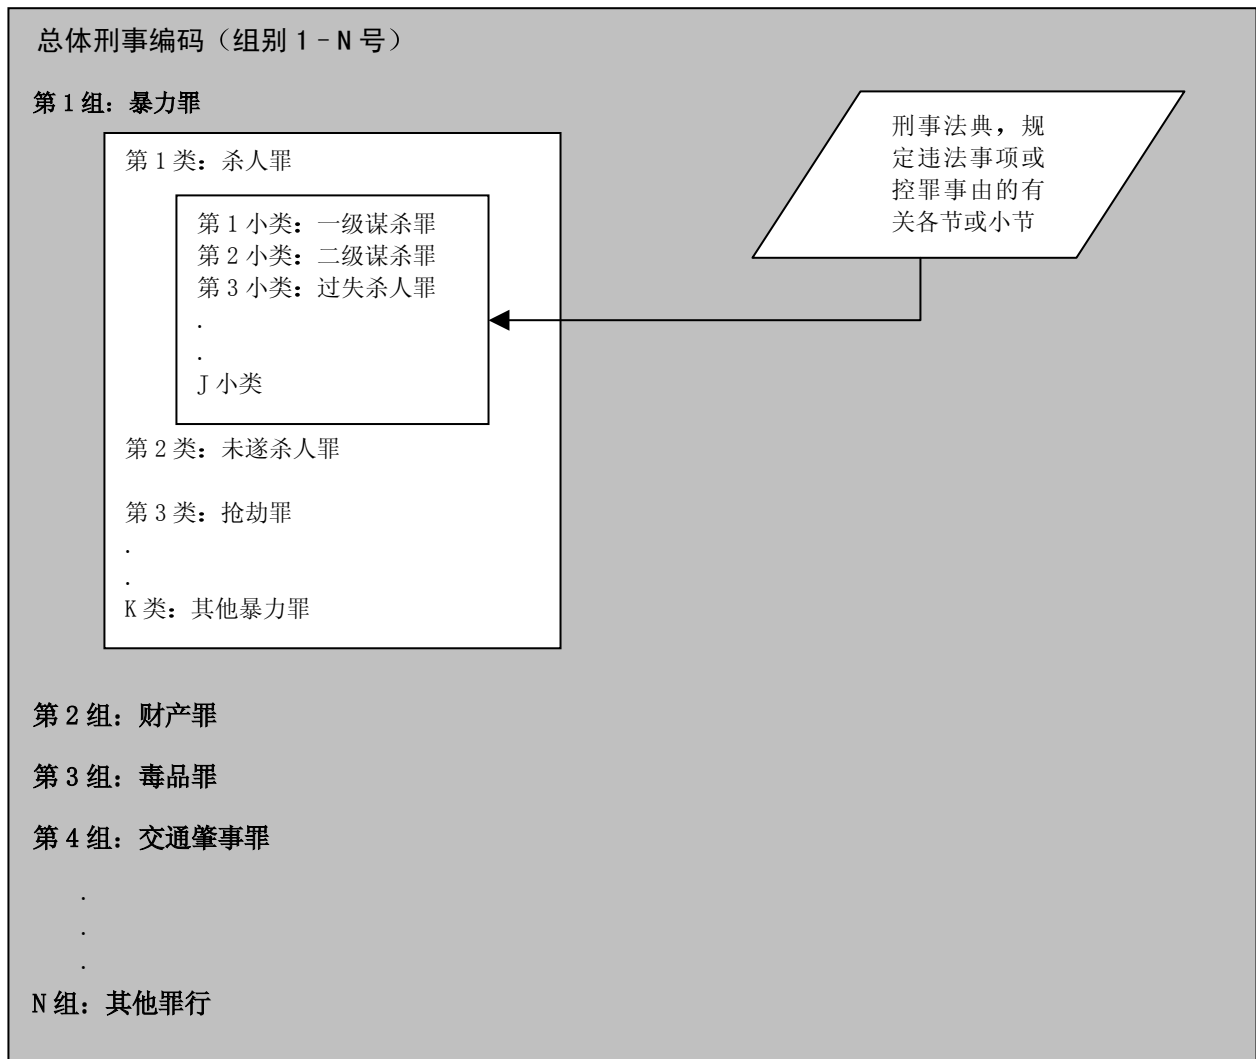 总体刑事编码（组别 1－N 号）
第 1 组：暴力罪
第 1 类：杀人罪
第 1 小类：一级谋杀罪
第 2 小类：二级谋杀罪
第 3 小类：过失杀人罪
.
.
J 小类
第 2 类：未遂杀人罪
第 3 类：抢劫罪
.
.
K 类：其他暴力罪
刑事法典，规
定违法事项或
控罪事由的有
关各节或小节
第 2 组：财产罪
第 3 组：毒品罪
第 4 组：交通肇事罪
.
.
.
N 组：其他罪行